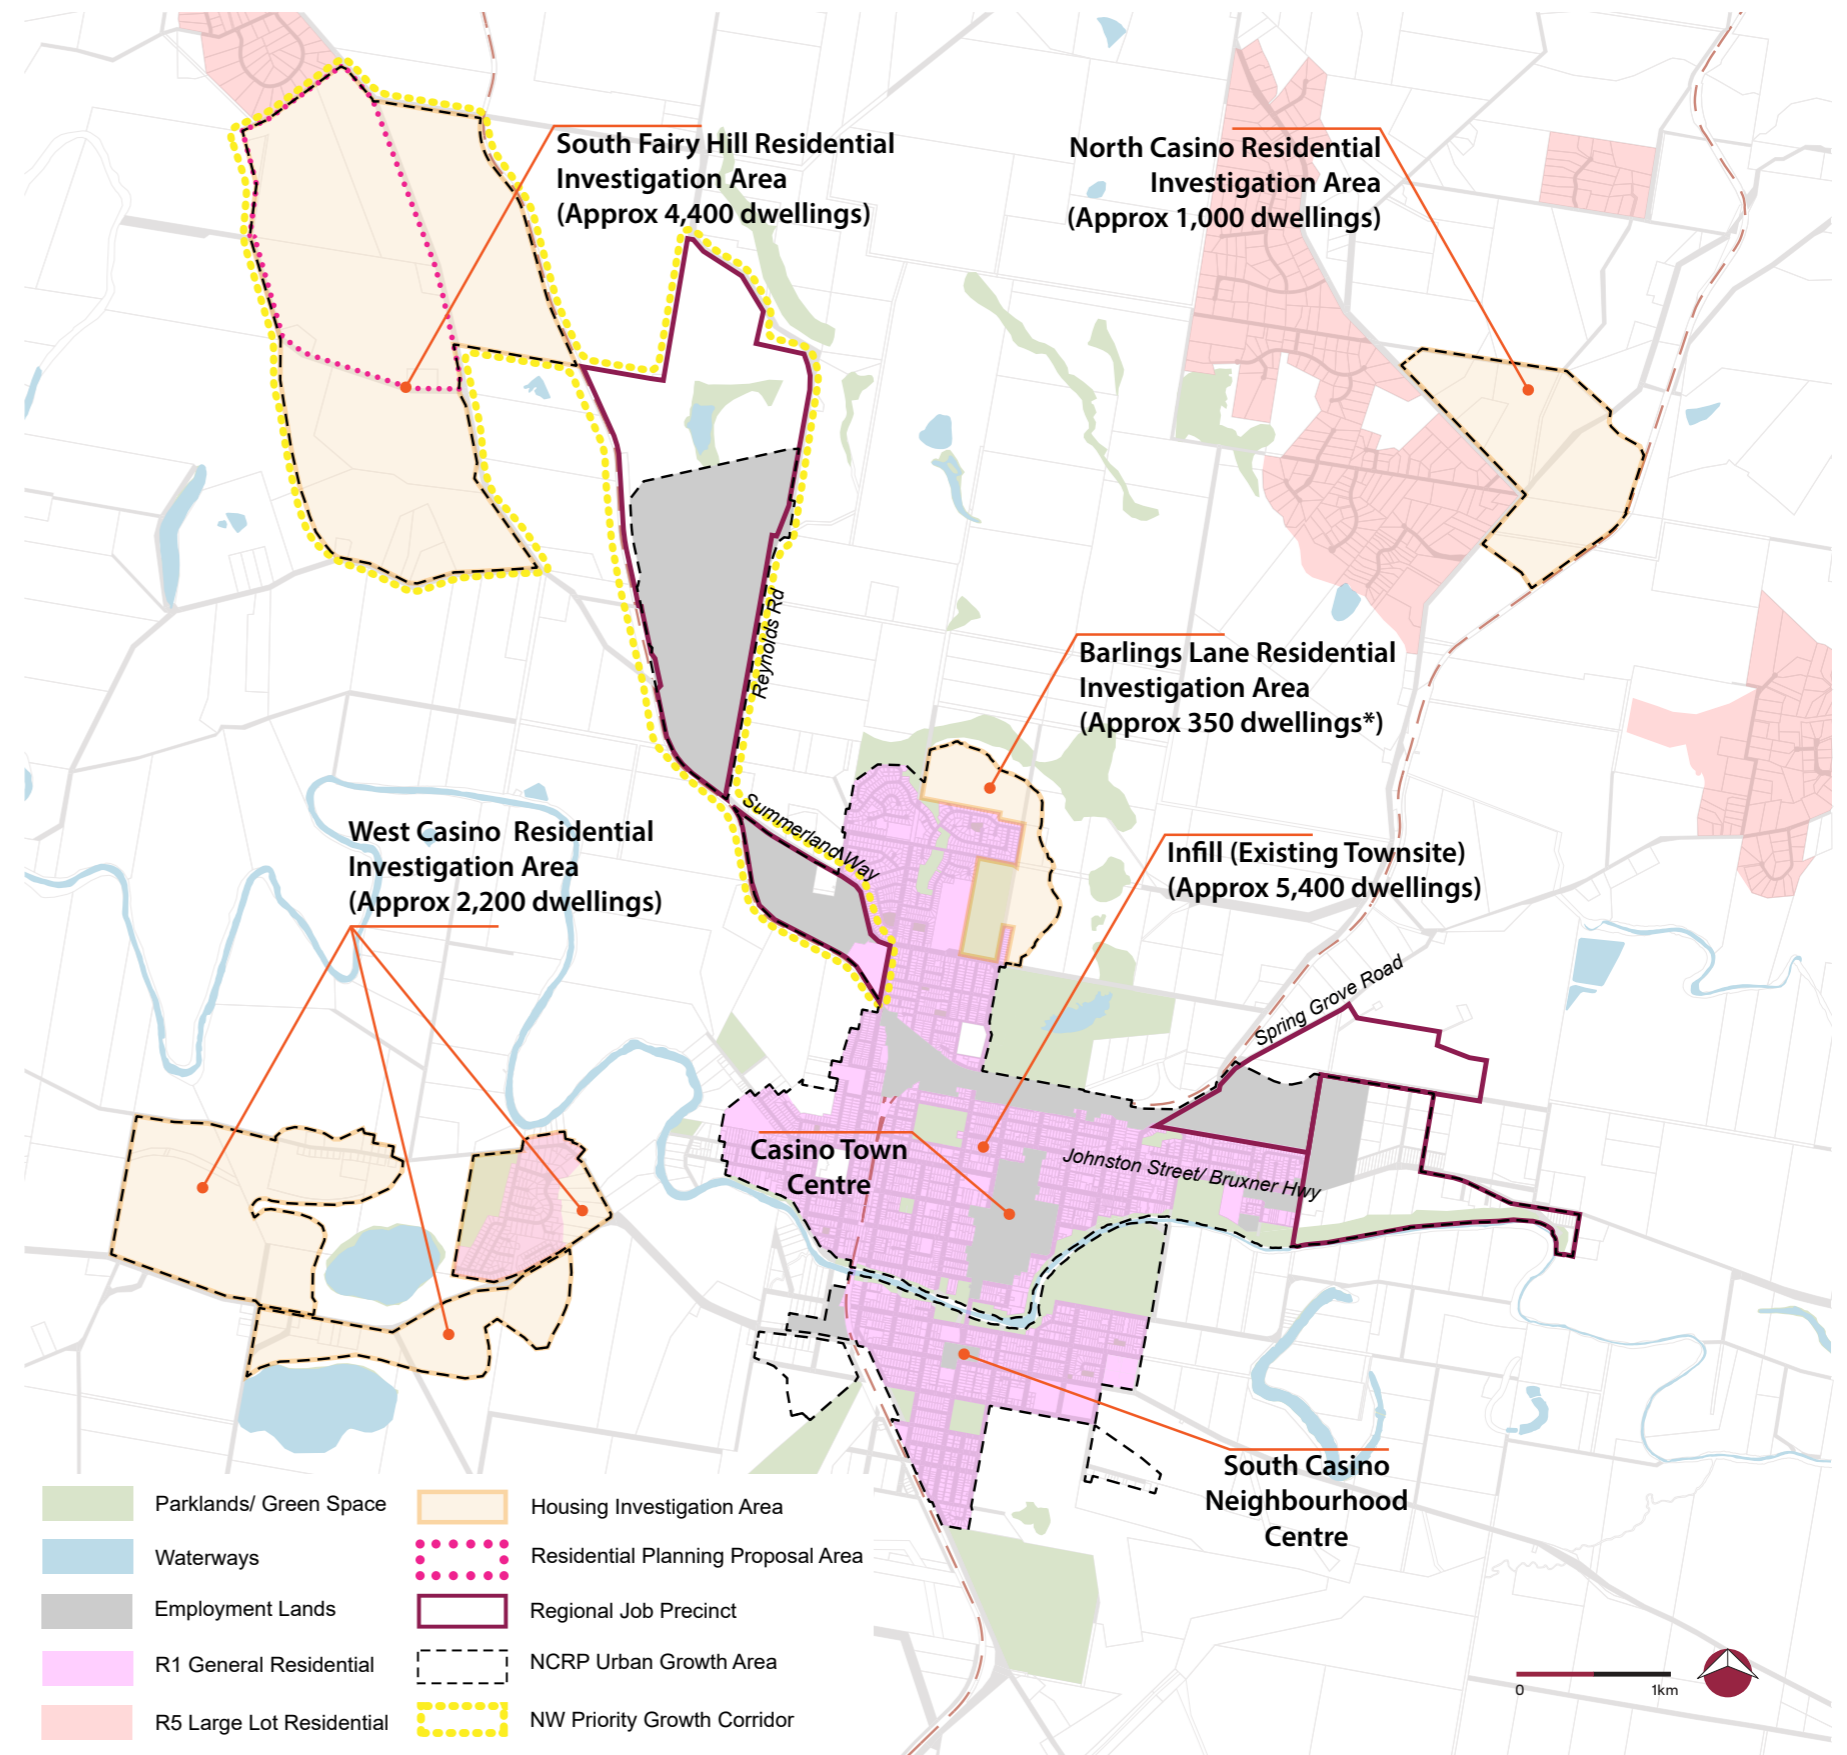 South Fairy Hill Residential
Investigation Area
(Approx 4,400 dwellings)
North Casino Residential
Investigation Area
(Approx 1,000 dwellings)
Reynolds Rd
Barlings Lane Residential
Investigation Area
(Approx 350 dwellings*)
Summerland Way
West Casino Residential
Investigation Area
(Approx 2,200 dwellings)
Infill (Existing Townsite)
(Approx 5,400 dwellings)
Spring Grove Road
Casino Town
Centre
Johnston Street/ Bruxner Hwy
South Casino
Neighbourhood
Centre
Parklands/ Green Space
Waterways
Employment Lands
R1 General Residential
R5 Large Lot Residential
Housing Investigation Area
Residential Planning Proposal Area
Regional Job Precinct
NCRP Urban Growth Area
NW Priority Growth Corridor
0 1km